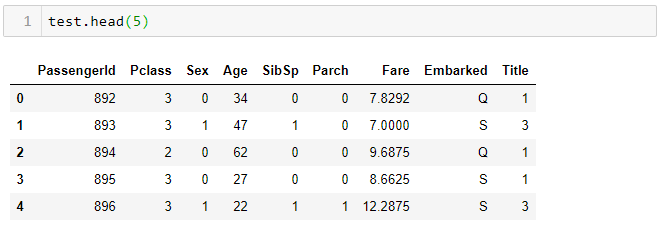 1 test.head(5)
PassengerId Pclass Sex Age SibSp Parch Fare Embarked Title
0 892 3 0 34 0 0 7.8292 Q 1
1 893 3 1 47 1 0 7.0000 S 3
2 894 2 0 62 0 0 9.6875 Q 1
3 895 3 0 27 0 0 8.6625 S 1
4 896 3 1 22 1 1 12.2875 S 3